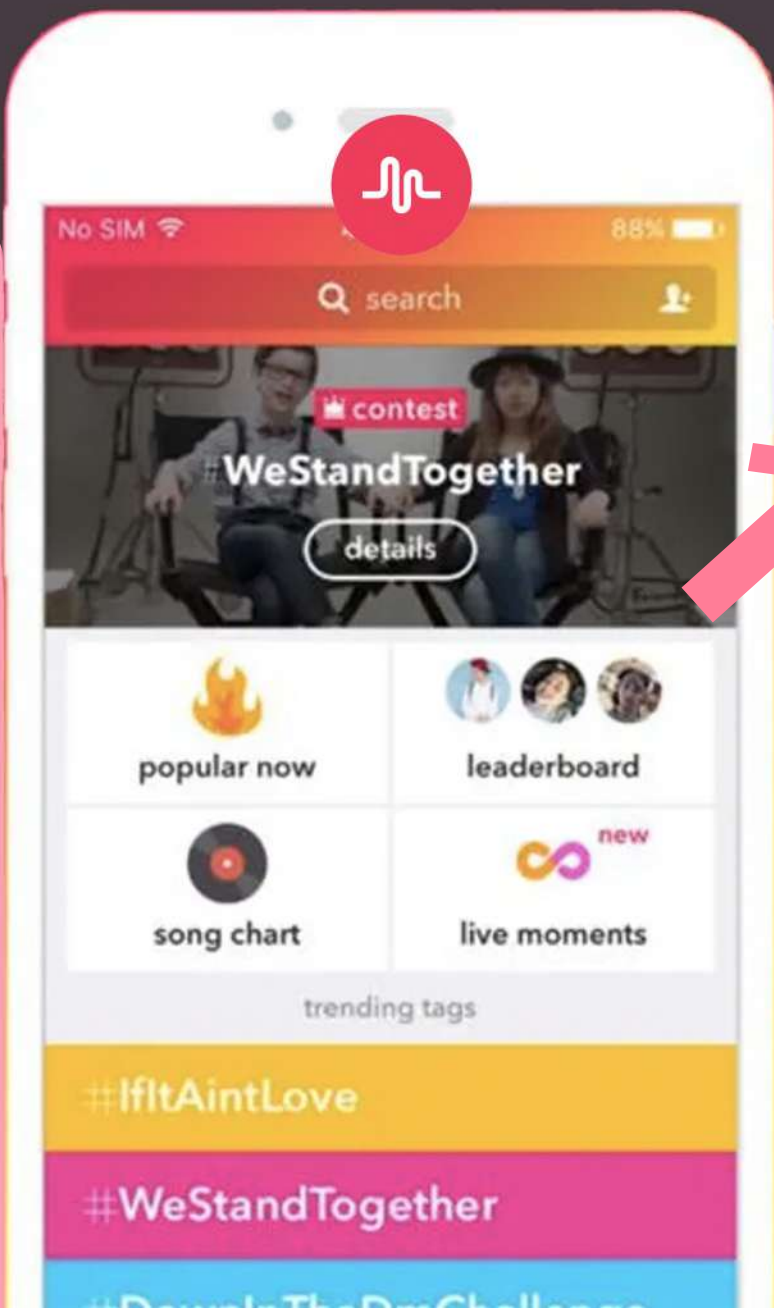 No SIM 88%
search
contest
#WeStandTogether
details
popular now leaderboard
new
song chart live moments
trending tags
#IfItAintLove
#WeStandTogether
#DownInTheDmChallenge